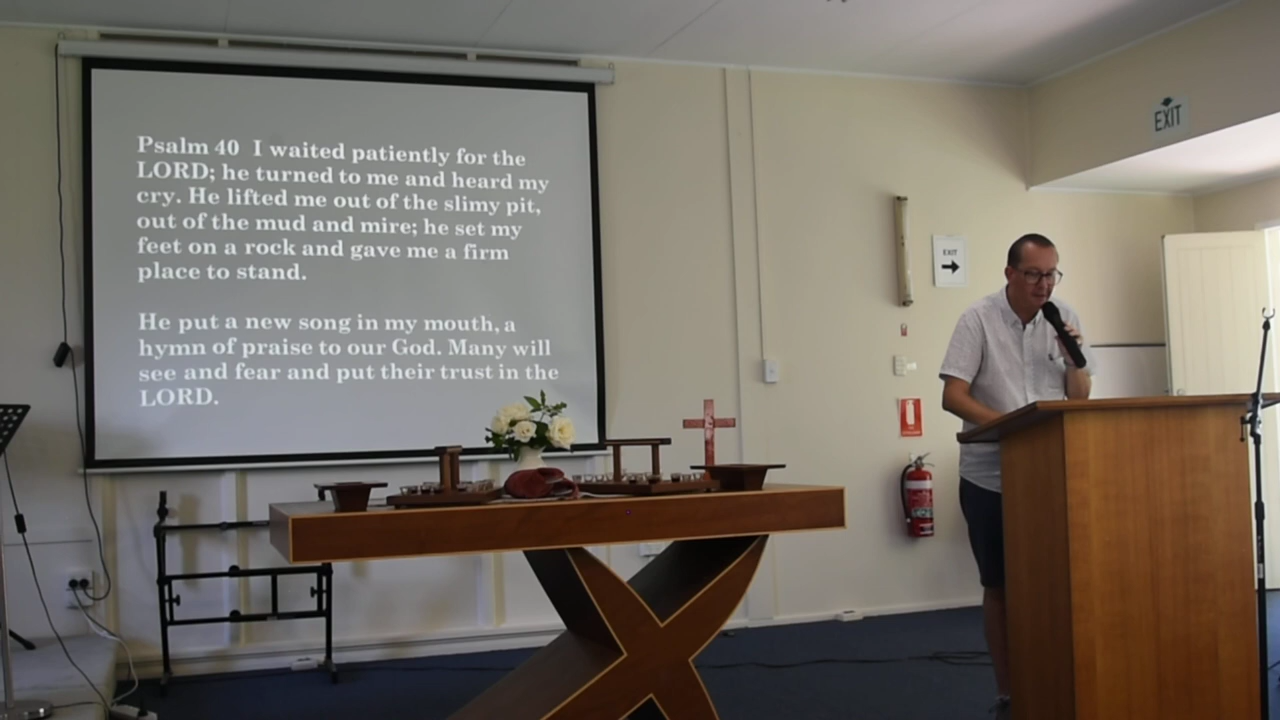 Psalm 40 I waited patiently for the
LORD; he turned to me and heard my
cry. He lifted me out of the slimy pit,
out of the mud and mire; he set my
feet on a rock and gave me a firm
place to stand.
He put a new song in my mouth, a
hymn of praise to our God. Many will
see and fear and put their trust in the
LORD.
EXIT
EXIT